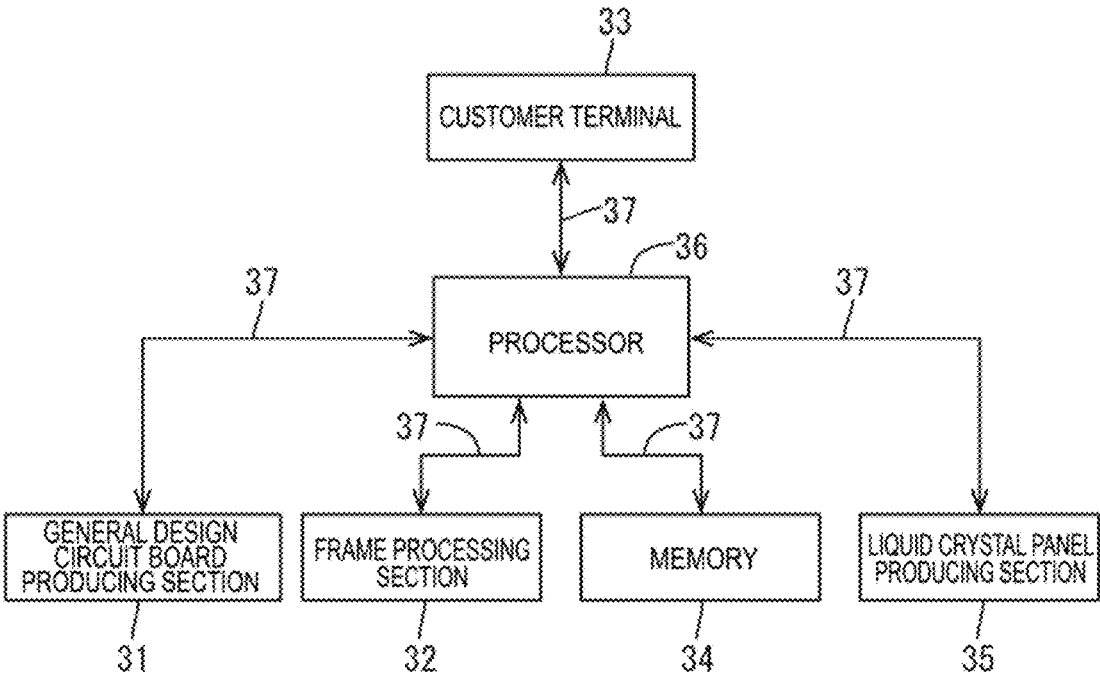 33
CUSTOMER TERMINAL
37
36
37
37
PROCESSOR
37
37
GENERAL DESIGN
CIRCUIT BOARD
PRODUCING SECTION
FRAME PROCESSING
SECTION
MEMORY
LIQUID CRYSTAL PANEL
PRODUCING SECTION
31
32
34
35